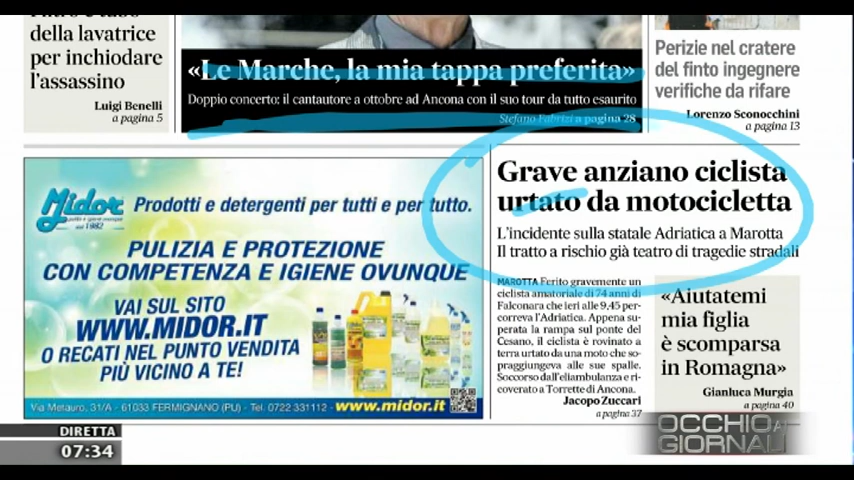 della lavatrice
per inchiodare
l'assassino
Luigi Benelli
a pagina 5
«Le Marche, la mia tappa preferita»
Doppio concerto: il cantautore a ottobre ad Ancona con il suo tour da tutto esaurito
Stefano Fabrizi a pagina 28
Perizie nel cratere
del finto ingegnere
verifiche da rifare
Lorenzo Sconocchini
a pagina 13
Midor
dal 1982
Prodotti e detergenti per tutti e per tutto.
PULIZIA E PROTEZIONE
CON COMPETENZA E IGIENE OVUNQUE
VAI SUL SITO
WWW.MIDOR.IT
O RECATI NEL PUNTO VENDITA
PIÙ VICINO A TE!
Via Metauro, 31/A - 61033 FERMIGNANO (PU) - Tel. 0722 331112 - www.midor.it
Grave anziano ciclista
urtato da motocicletta
L'incidente sulla statale Adriatica a Marotta
Il tratto a rischio già teatro di tragedie stradali
MAROTTA Ferito gravemente un
ciclista amatoriale di 74 anni di
Falconara che ieri alle 9,45 per-
correva l'Adriatica. Appena su-
perata la rampa sul ponte del
Cesano, il ciclista è rovinato a
terra urtato da una moto che so-
praggiungeva alle sue spalle.
Soccorso dall'eliambulanza e ri-
coverato a Torrette di Ancona.
Jacopo Zuccari
a pagina 37
«Aiutatemi
mia figlia
è scomparsa
in Romagna»
Gianluca Murgia
a pagina 40
DIRETTA
07:34
OCCHIO AI
GIORNALI